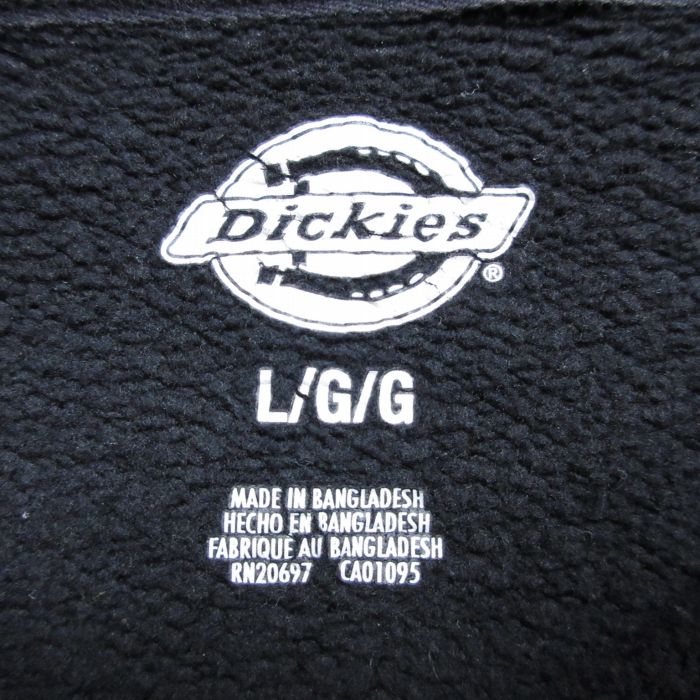 Dickies
®
L/G/G
MADE IN BANGLADESH
HECHO EN BANGLADESH
FABRIQUE AU BANGLADESH
RN20697 CA01095